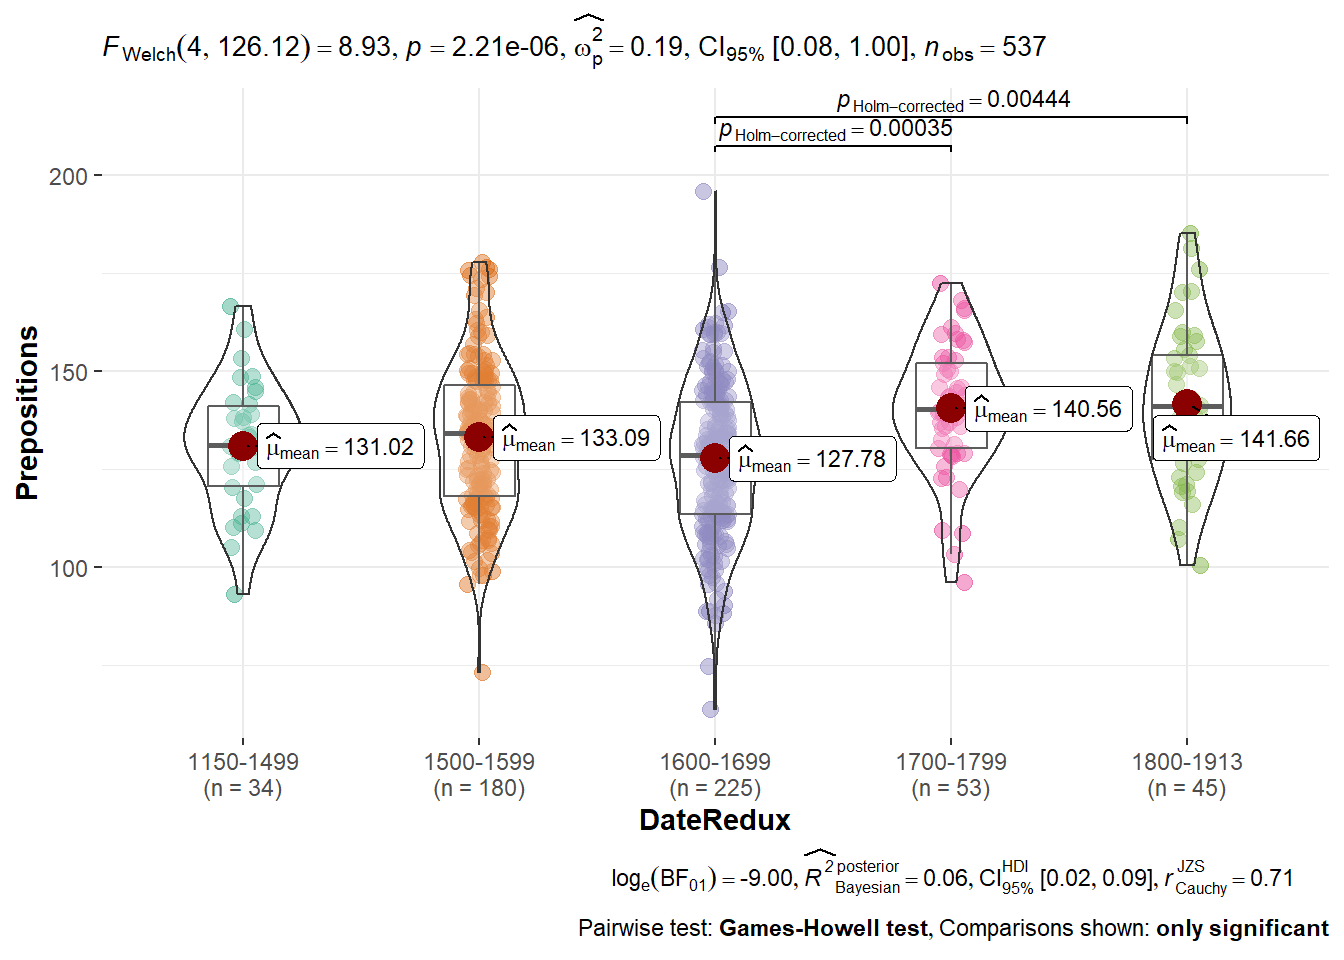 F Welch(4, 126.12) = 8.93, p = 2.21e-06, ω̂²p = 0.19, CI95% [0.08, 1.00], nobs = 537
pHolm−corrected = 0.00444
pHolm−corrected = 0.00035
Prepositions
200
150
100
μ̂mean = 131.02
μ̂mean = 133.09
μ̂mean = 127.78
μ̂mean = 140.56
μ̂mean = 141.66
1150-1499 1500-1599 1600-1699 1700-1799 1800-1913
(n = 34) (n = 180) (n = 225) (n = 53) (n = 45)
DateRedux
loge(BF01) = -9.00, R̂² posterior Bayesian = 0.06, CI HDI 95% [0.02, 0.09], r JZS Cauchy = 0.71
Pairwise test: Games-Howell test, Comparisons shown: only significant